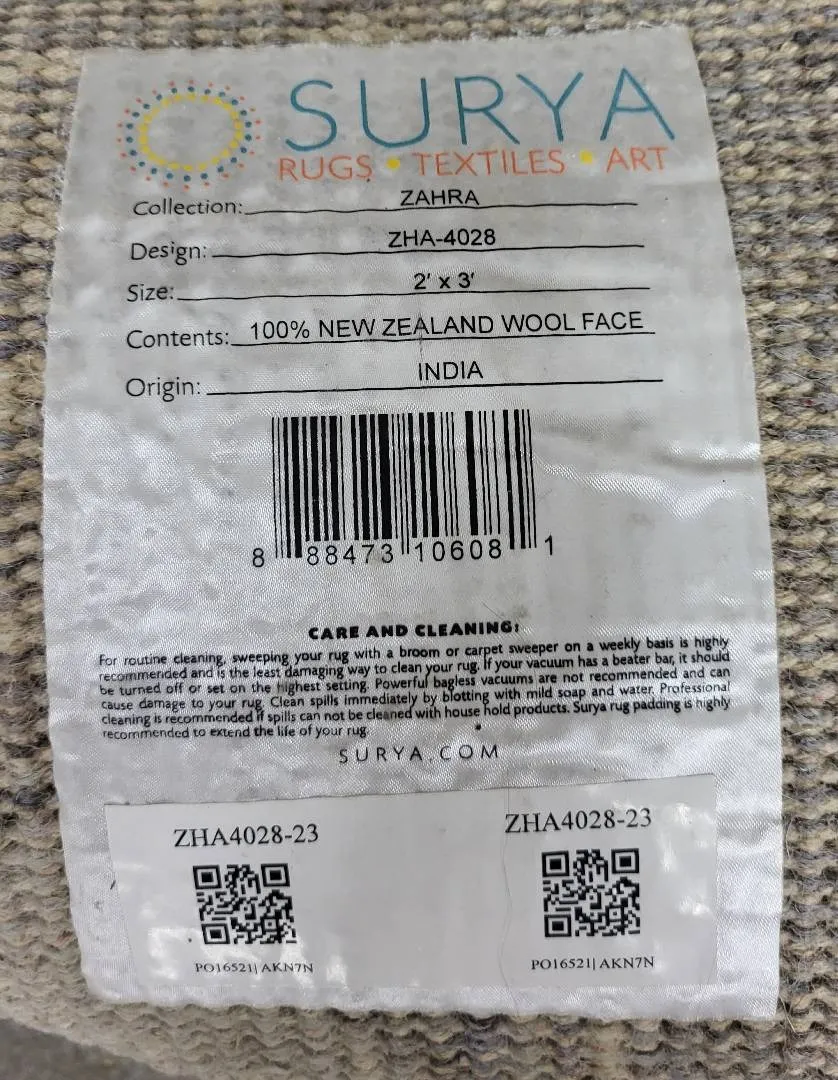 SURYA
RUGS • TEXTILES • ART
Collection: ZAHRA
Design: ZHA-4028
Size: 2' x 3'
Contents: 100% NEW ZEALAND WOOL FACE
Origin: INDIA
8 88473 10608 1
CARE AND CLEANING:
For routine cleaning, sweeping your rug with a broom or carpet sweeper on a weekly basis is highly
recommended and is the least damaging way to clean your rug. If your vacuum has a beater bar, it should
be turned off or set on the highest setting. Powerful bagless vacuums are not recommended and can
cause damage to your rug. Clean spills immediately by blotting with mild soap and water. Professional
cleaning is recommended if spills can not be cleaned with house hold products. Surya rug padding is highly
recommended to extend the life of your rug.
SURYA.COM
ZHA4028-23 ZHA4028-23
PO16521| AKN7N PO16521| AKN7N